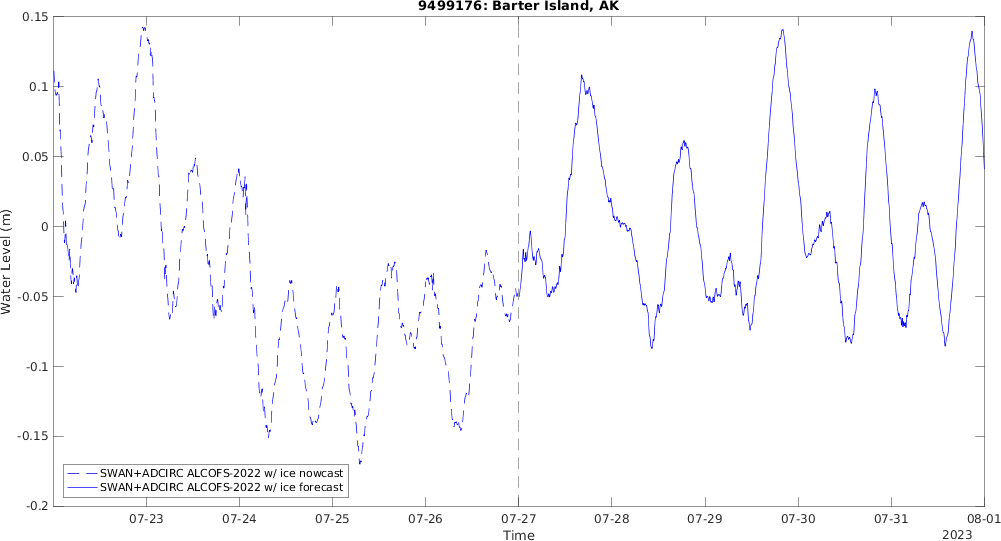 9499176: Barter Island, AK
0.15
0.1
0.05
0
-0.05
-0.1
-0.15
-0.2
Water Level (m)
SWAN+ADCIRC ALCOFS-2022 w/ ice nowcast
SWAN+ADCIRC ALCOFS-2022 w/ ice forecast
07-23 07-24 07-25 07-26 07-27 07-28 07-29 07-30 07-31 08-01
Time
2023